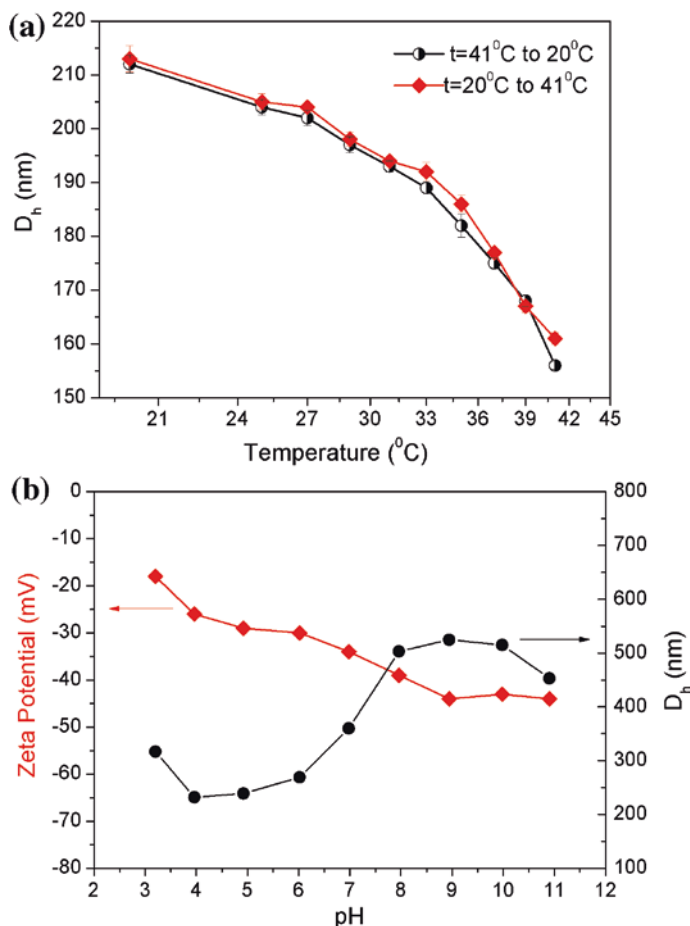 (a)
220
210
200
190
180
170
160
150
D_h (nm)
t=41⁰C to 20⁰C
t=20⁰C to 41⁰C
21 24 27 30 33 36 39 42 45
Temperature (⁰C)
(b)
0
-10
-20
-30
-40
-50
-60
-70
-80
Zeta Potential (mV)
800
700
600
500
400
300
200
100
D_h (nm)
2 3 4 5 6 7 8 9 10 11 12
pH